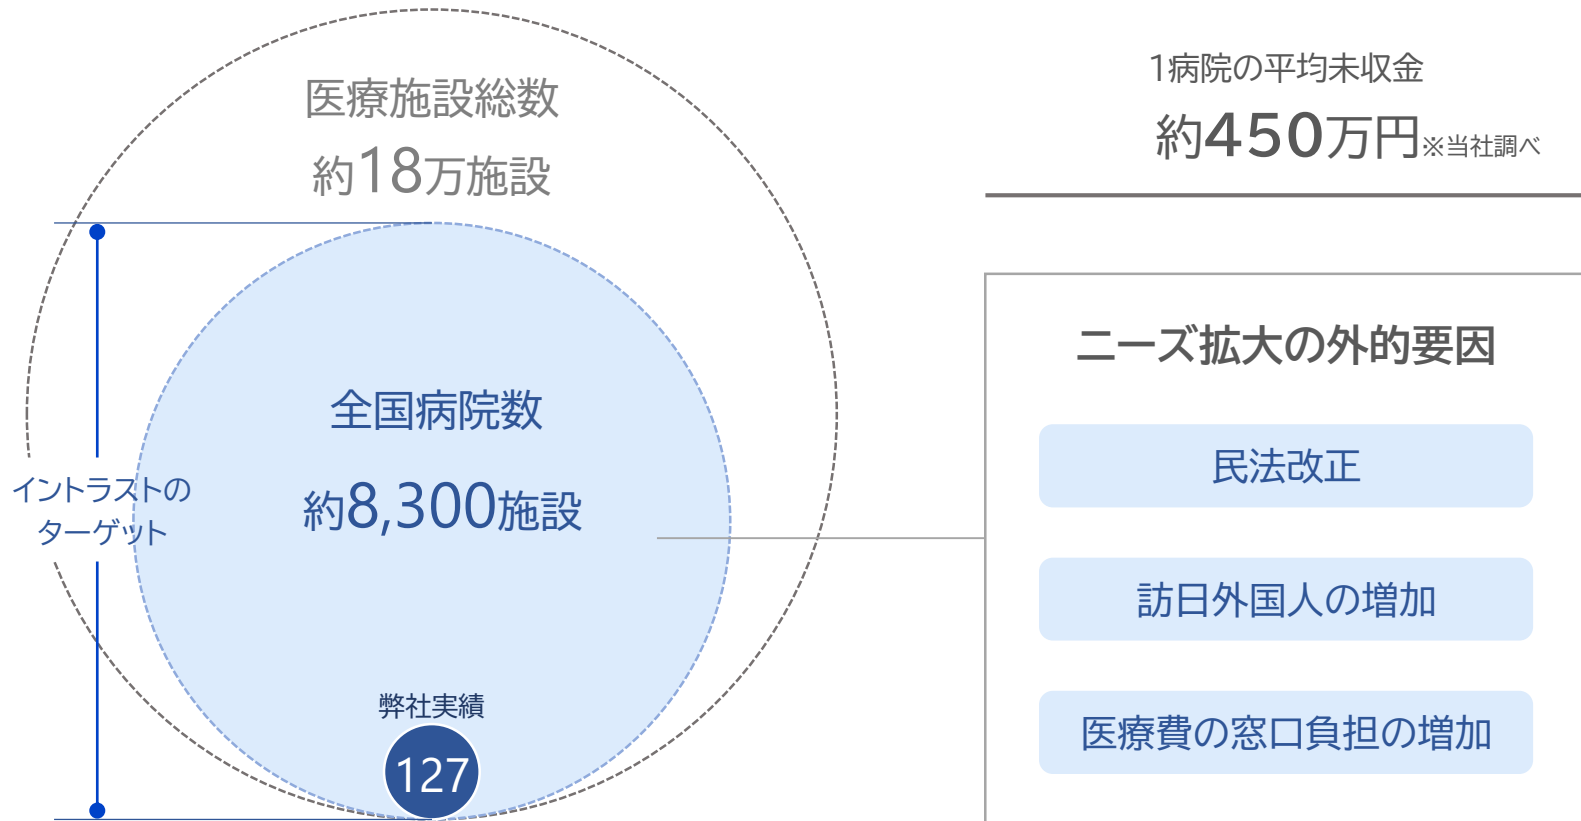 医療施設総数
約18万施設
全国病院数
約8,300施設
イントラストの
ターゲット
弊社実績
127
1病院の平均未収金
約450万円※当社調べ
ニーズ拡大の外的要因
民法改正
訪日外国人の増加
医療費の窓口負担の増加